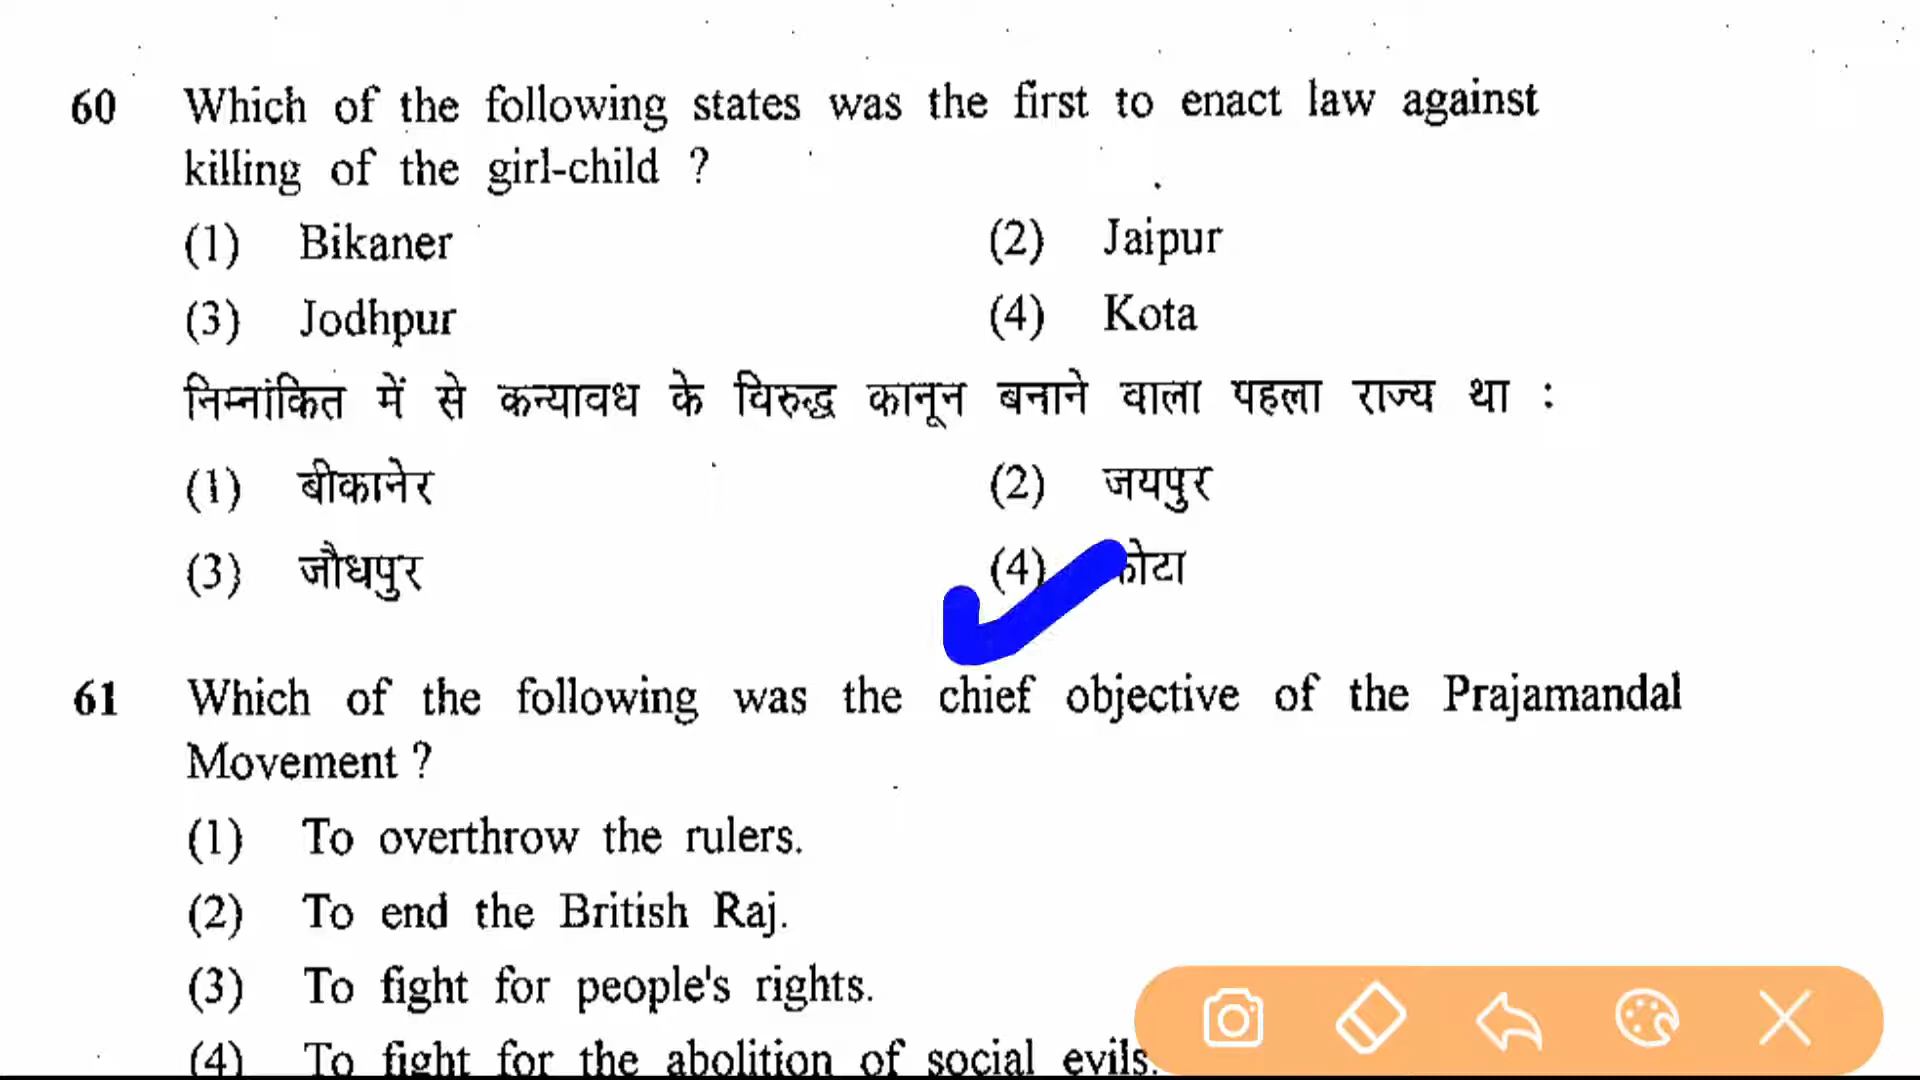 60 Which of the following states was the first to enact law against
killing of the girl-child ?
(1) Bikaner (2) Jaipur
(3) Jodhpur (4) Kota
निम्नांकित में से कन्यावध के विरुद्ध कानून बनाने वाला पहला राज्य था :
(1) बीकानेर (2) जयपुर
(3) जौधपुर (4) कोटा
61 Which of the following was the chief objective of the Prajamandal
Movement ?
(1) To overthrow the rulers.
(2) To end the British Raj.
(3) To fight for people's rights.
(4) To fight for the abolition of social evils.